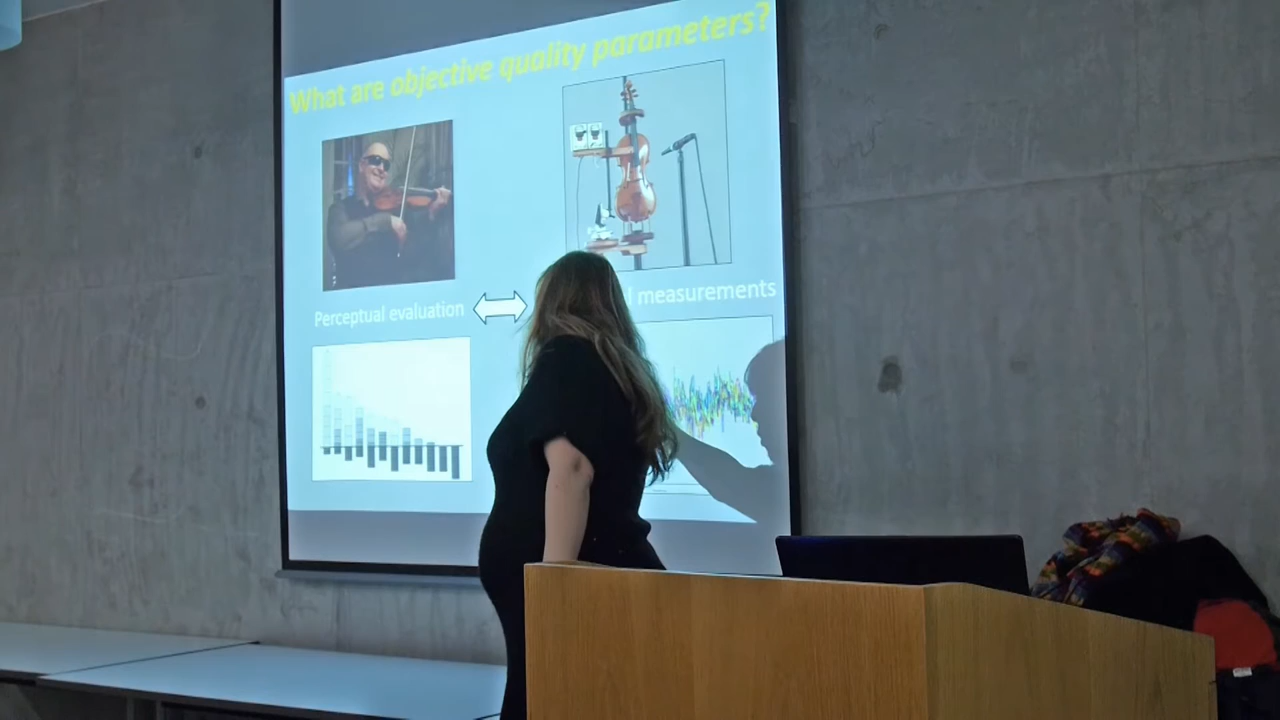 What are objective quality parameters?
Perceptual evaluation
measurements